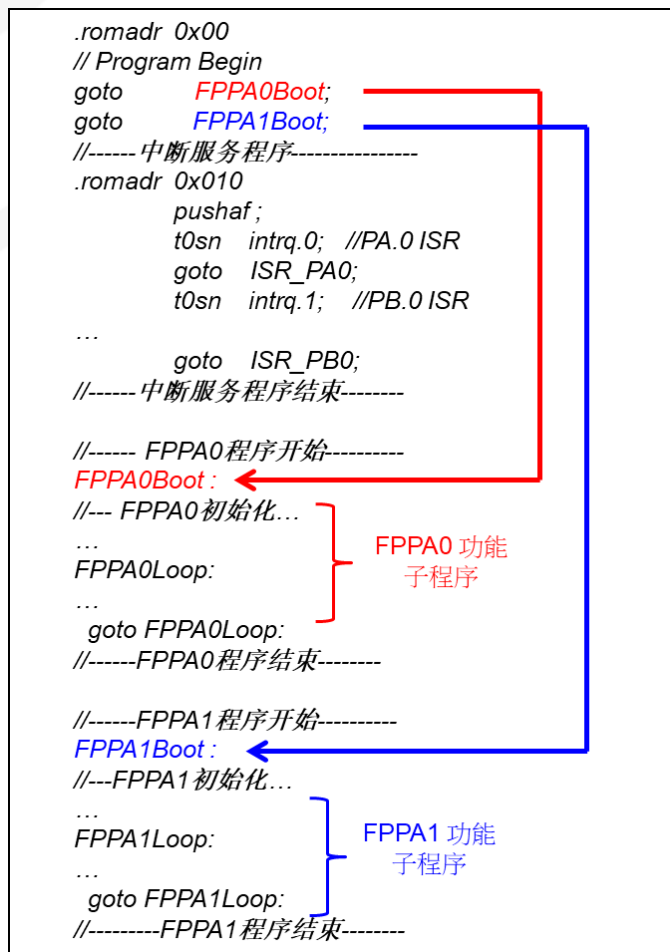 .romadr 0x00
// Program Begin
goto FPPA0Boot;
goto FPPA1Boot;
//------中断服务程序----------------
.romadr 0x010
pushaf ;
t0sn intrq.0; //PA.0 ISR
goto ISR_PA0;
t0sn intrq.1; //PB.0 ISR
…
goto ISR_PB0;
//------中断服务程序结束--------
//------ FPPA0程序开始----------
FPPA0Boot :
//--- FPPA0初始化…
…
FPPA0Loop:
…
goto FPPA0Loop:
//------FPPA0程序结束--------
FPPA0 功能
子程序
//------FPPA1程序开始----------
FPPA1Boot :
//---FPPA1初始化…
…
FPPA1Loop:
…
goto FPPA1Loop:
//---------FPPA1程序结束--------
FPPA1 功能
子程序